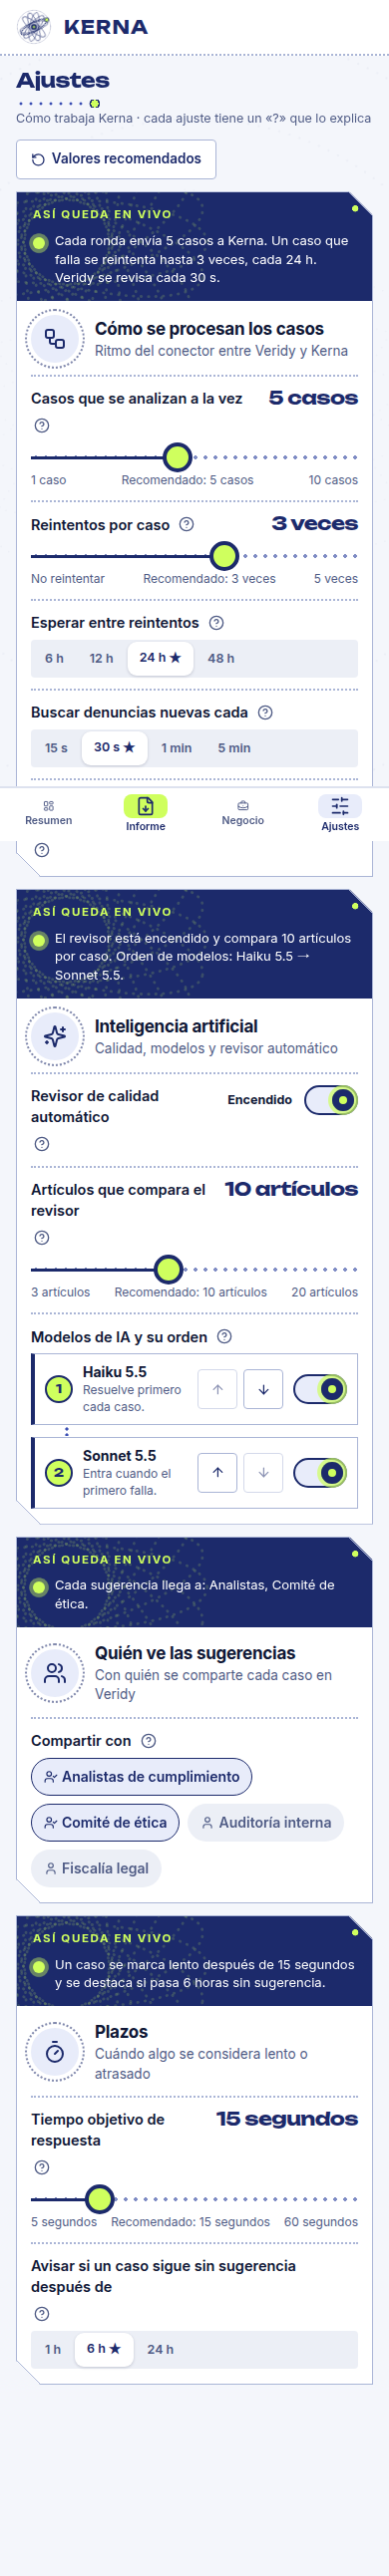 KERNA
Ajustes
Cómo trabaja Kerna · cada ajuste tiene un «?» que lo explica
Valores recomendados
ASÍ QUEDA EN VIVO
Cada ronda envía 5 casos a Kerna. Un caso que
falla se reintenta hasta 3 veces, cada 24 h.
Veridy se revisa cada 30 s.
Cómo se procesan los casos
Ritmo del conector entre Veridy y Kerna
Casos que se analizan a la vez 5 casos
?
1 caso Recomendado: 5 casos 10 casos
Reintentos por caso ? 3 veces
No reintentar Recomendado: 3 veces 5 veces
Esperar entre reintentos ?
6 h 12 h 24 h ★ 48 h
Buscar denuncias nuevas cada ?
15 s 30 s ★ 1 min 5 min
Resumen Informe Negocio Ajustes
?
ASÍ QUEDA EN VIVO
El revisor está encendido y compara 10 artículos
por caso. Orden de modelos: Haiku 5.5 →
Sonnet 5.5.
Inteligencia artificial
Calidad, modelos y revisor automático
Revisor de calidad Encendido
automático
?
Artículos que compara el 10 artículos
revisor
?
3 artículos Recomendado: 10 artículos 20 artículos
Modelos de IA y su orden ?
1 Haiku 5.5
Resuelve primero
cada caso.
2 Sonnet 5.5
Entra cuando el
primero falla.
ASÍ QUEDA EN VIVO
Cada sugerencia llega a: Analistas, Comité de
ética.
Quién ve las sugerencias
Con quién se comparte cada caso en
Veridy
Compartir con ?
Analistas de cumplimiento
Comité de ética Auditoría interna
Fiscalía legal
ASÍ QUEDA EN VIVO
Un caso se marca lento después de 15 segundos
y se destaca si pasa 6 horas sin sugerencia.
Plazos
Cuándo algo se considera lento o
atrasado
Tiempo objetivo de 15 segundos
respuesta
?
5 segundos Recomendado: 15 segundos 60 segundos
Avisar si un caso sigue sin sugerencia
después de
?
1 h 6 h ★ 24 h